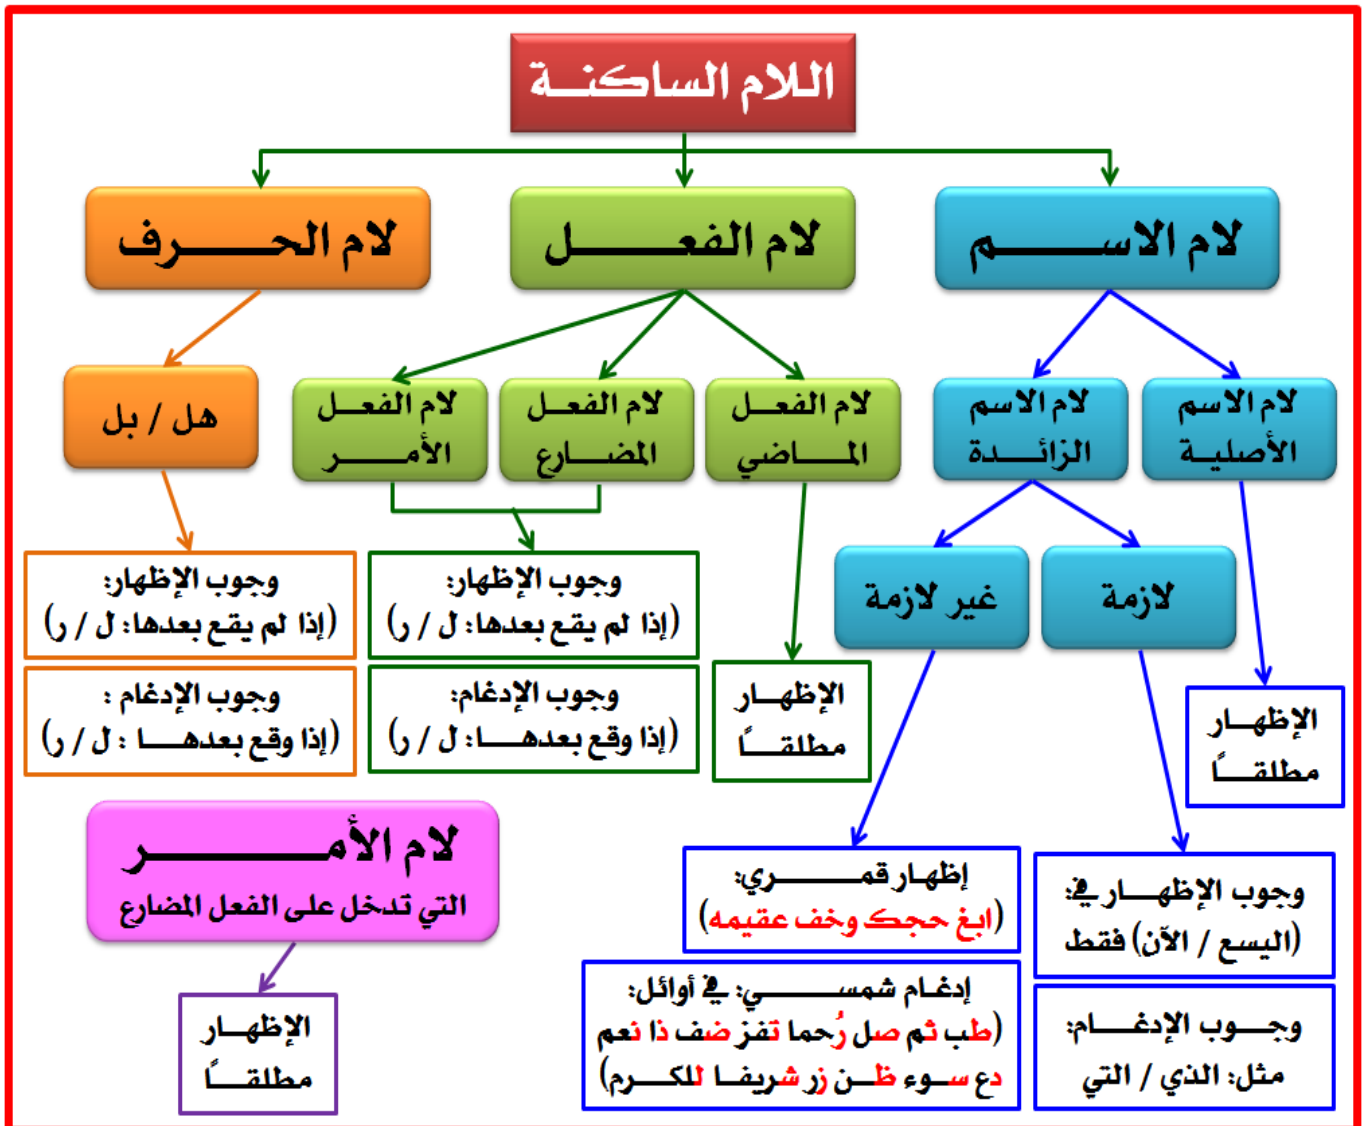 اللام الساكنة
لام الاسم
لام الفعل
لام الحرف
لام الاسم
الأصلية
لام الاسم
الزائدة
لام الفعل
الماضي
لام الفعل
المضارع
لام الفعل
الأمر
هل / بل
لازمة
غير لازمة
وجوب الإظهار:
(إذا لم يقع بعدها: ل / ر)
وجوب الإدغام:
(إذا وقع بعدها: ل / ر)
وجوب الإظهار:
(إذا لم يقع بعدها: ل / ر)
وجوب الإدغام :
(إذا وقع بعدها : ل / ر)
الإظهار
مطلقاً
الإظهار
مطلقاً
لام الأمر
التي تدخل على الفعل المضارع
إظهار قمري:
(ابغ حجك وخف عقيمه)
وجوب الإظهار في:
(اليسع / الآن) فقط
إدغام شمسي: في أوائل:
(طب ثم صل رُحما تفز ضف ذا نعم
دع سوء ظن زر شريفا للكرم)
وجوب الإدغام:
مثل: الذي / التي
الإظهار
مطلقاً